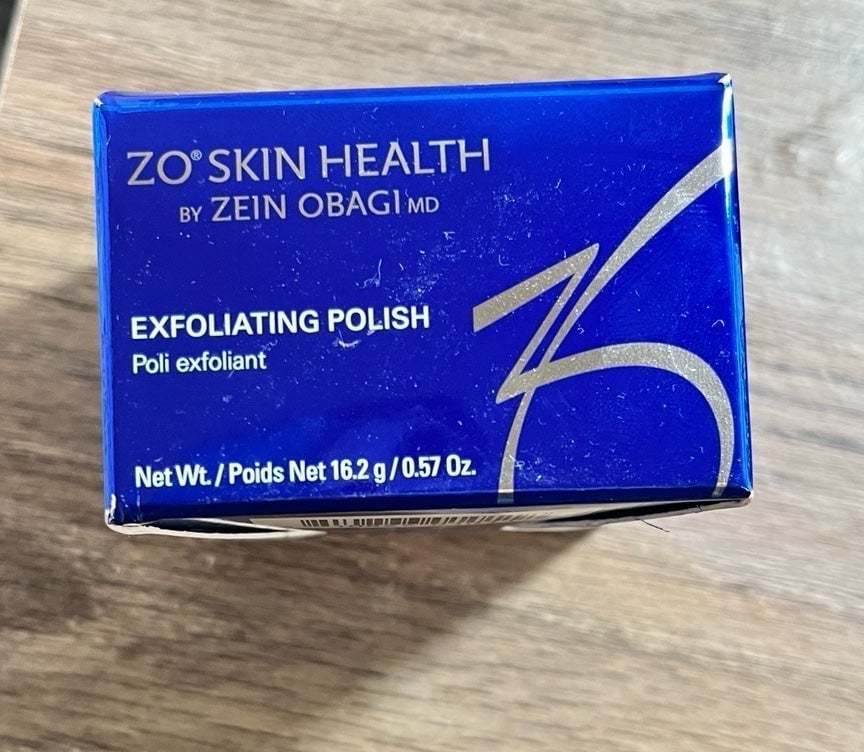 ZO® SKIN HEALTH
BY ZEIN OBAGI MD
EXFOLIATING POLISH
Poli exfoliant
Net Wt. / Poids Net 16.2 g / 0.57 Oz.